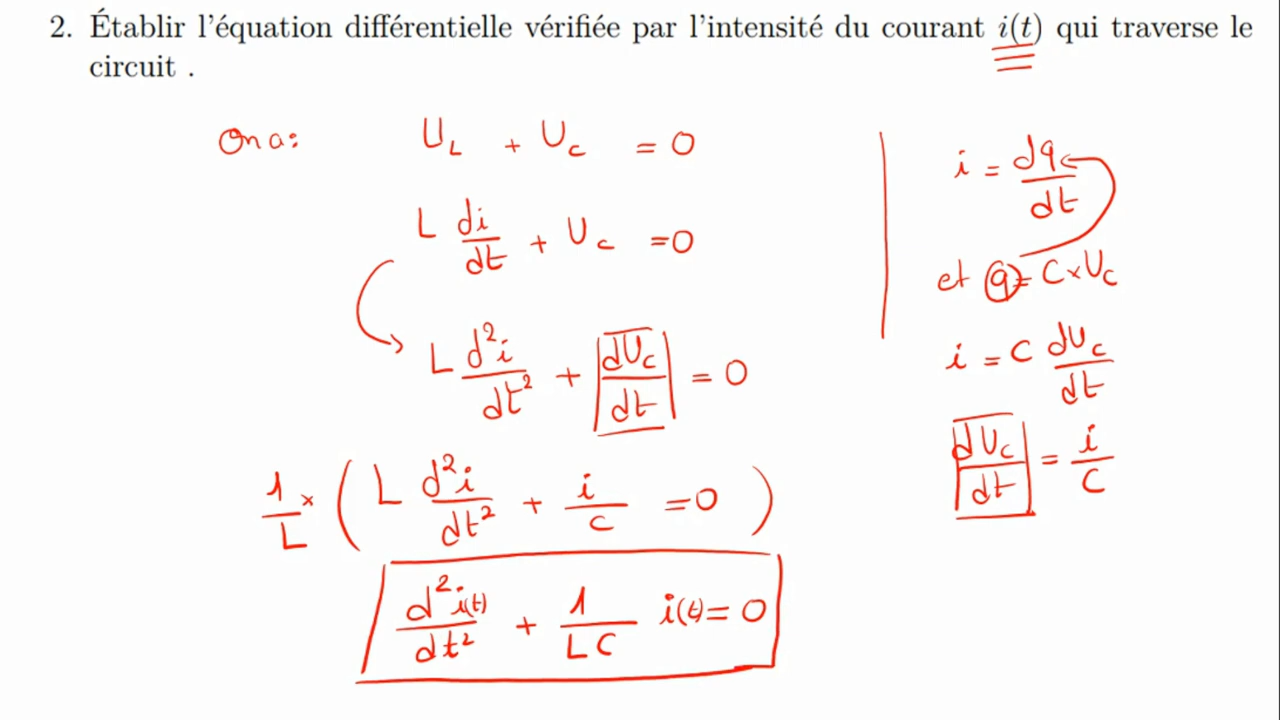 2. Établir l'équation différentielle vérifiée par l'intensité du courant i(t) qui traverse le
circuit .
On a : U_L + U_C = 0
L di/dt + U_C = 0
L d²i/dt² + dU_C/dt = 0
1/L × ( L d²i/dt² + i/C = 0 )
d²i(t)/dt² + 1/LC i(t) = 0
i = dq/dt
et q = C × U_C
i = C dU_C/dt
dU_C/dt = i/C